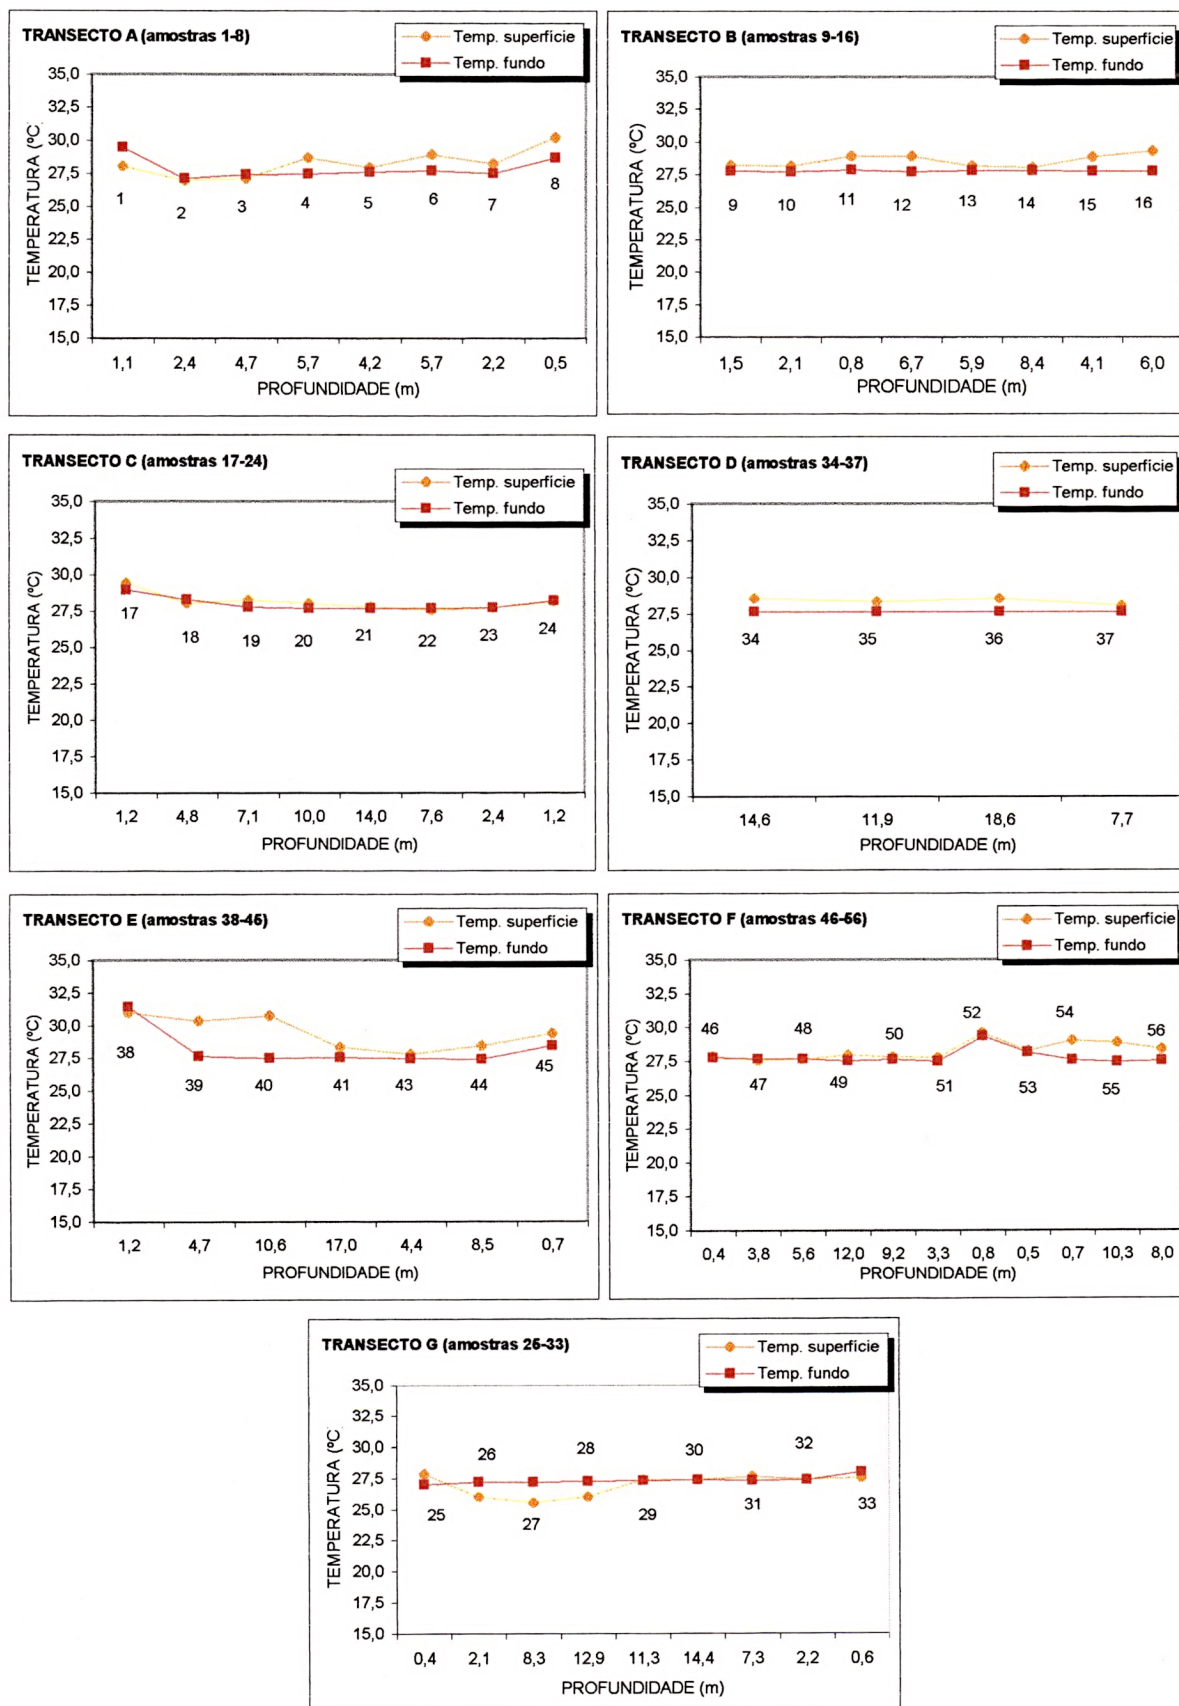 TRANSECTO A (amostras 1-8)
Temp. superfície
Temp. fundo
TEMPERATURA (ºC)
35,0
32,5
30,0
27,5
25,0
22,5
20,0
17,5
15,0
1 2 3 4 5 6 7 8
1,1 2,4 4,7 5,7 4,2 5,7 2,2 0,5
PROFUNDIDADE (m)
TRANSECTO B (amostras 9-16)
Temp. superfície
Temp. fundo
TEMPERATURA (ºC)
35,0
32,5
30,0
27,5
25,0
22,5
20,0
17,5
15,0
9 10 11 12 13 14 15 16
1,5 2,1 0,8 6,7 5,9 8,4 4,1 6,0
PROFUNDIDADE (m)
TRANSECTO C (amostras 17-24)
Temp. superfície
Temp. fundo
TEMPERATURA (ºC)
35,0
32,5
30,0
27,5
25,0
22,5
20,0
17,5
15,0
17 18 19 20 21 22 23 24
1,2 4,8 7,1 10,0 14,0 7,6 2,4 1,2
PROFUNDIDADE (m)
TRANSECTO D (amostras 34-37)
Temp. superfície
Temp. fundo
TEMPERATURA (ºC)
35,0
32,5
30,0
27,5
25,0
22,5
20,0
17,5
15,0
34 35 36 37
14,6 11,9 18,6 7,7
PROFUNDIDADE (m)
TRANSECTO E (amostras 38-45)
Temp. superfície
Temp. fundo
TEMPERATURA (ºC)
35,0
32,5
30,0
27,5
25,0
22,5
20,0
17,5
15,0
38 39 40 41 43 44 45
1,2 4,7 10,6 17,0 4,4 8,5 0,7
PROFUNDIDADE (m)
TRANSECTO F (amostras 46-56)
Temp. superfície
Temp. fundo
TEMPERATURA (ºC)
35,0
32,5
30,0
27,5
25,0
22,5
20,0
17,5
15,0
46 47 48 49 50 51 52 53 54 55 56
0,4 3,8 5,6 12,0 9,2 3,3 0,8 0,5 0,7 10,3 8,0
PROFUNDIDADE (m)
TRANSECTO G (amostras 25-33)
Temp. superfície
Temp. fundo
TEMPERATURA (ºC)
35,0
32,5
30,0
27,5
25,0
22,5
20,0
17,5
15,0
25 26 27 28 29 30 31 32 33
0,4 2,1 8,3 12,9 11,3 14,4 7,3 2,2 0,6
PROFUNDIDADE (m)